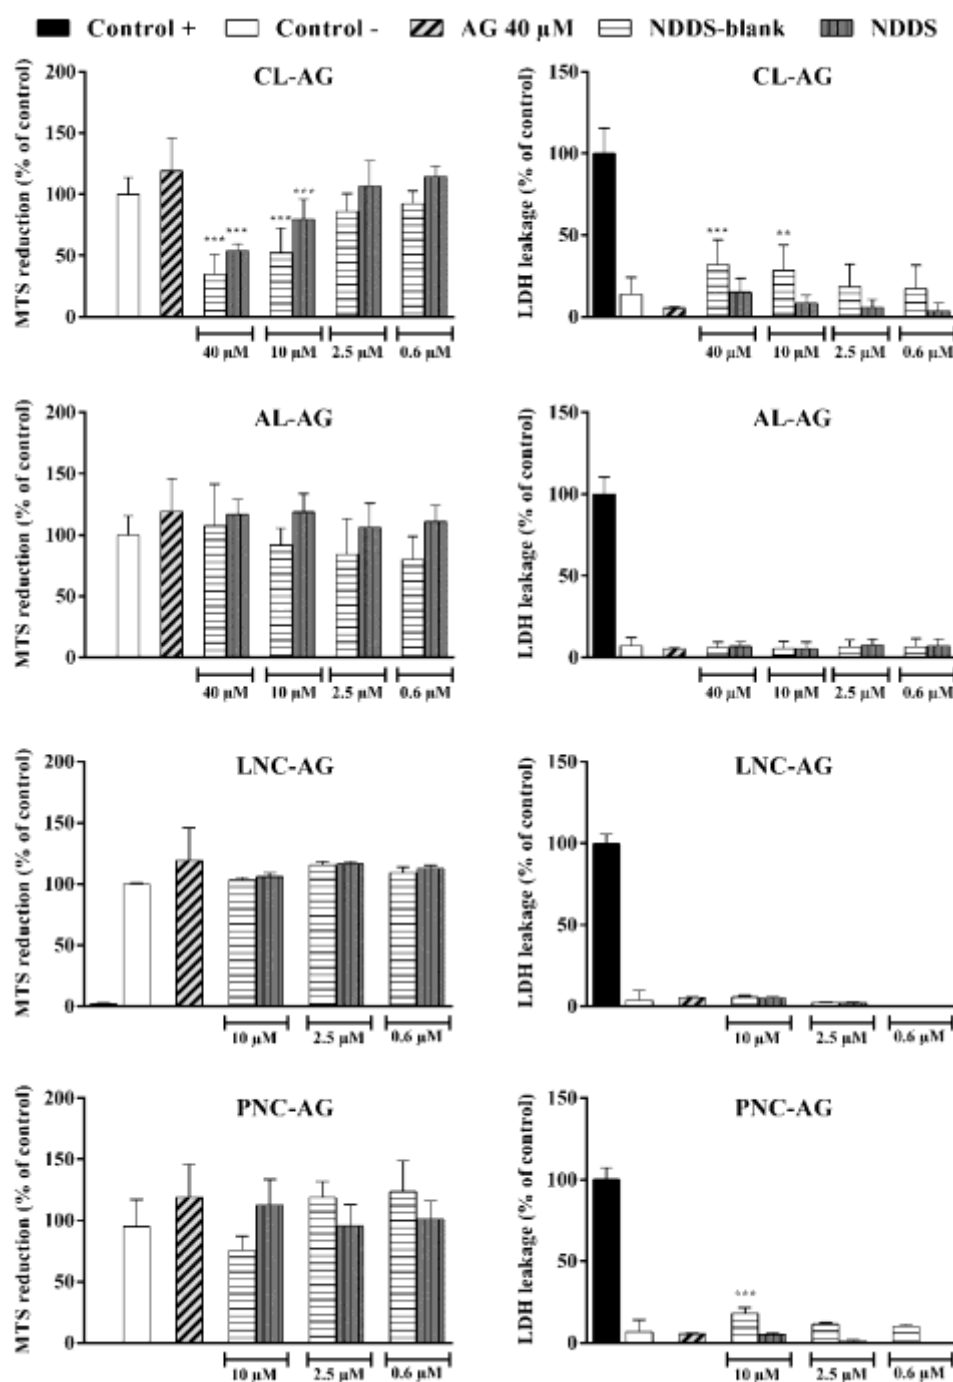 Control + Control - AG 40 µM NDDS-blank NDDS
CL-AG
MTS reduction (% of control)
200
150
100
50
0
*** *** *** ***
40 µM 10 µM 2.5 µM 0.6 µM
CL-AG
LDH leakage (% of control)
150
100
50
0
*** **
40 µM 10 µM 2.5 µM 0.6 µM
AL-AG
MTS reduction (% of control)
200
150
100
50
0
40 µM 10 µM 2.5 µM 0.6 µM
AL-AG
LDH leakage (% of control)
150
100
50
0
40 µM 10 µM 2.5 µM 0.6 µM
LNC-AG
MTS reduction (% of control)
200
150
100
50
0
10 µM 2.5 µM 0.6 µM
LNC-AG
LDH leakage (% of control)
150
100
50
0
10 µM 2.5 µM 0.6 µM
PNC-AG
MTS reduction (% of control)
200
150
100
50
0
10 µM 2.5 µM 0.6 µM
PNC-AG
LDH leakage (% of control)
150
100
50
0
***
10 µM 2.5 µM 0.6 µM